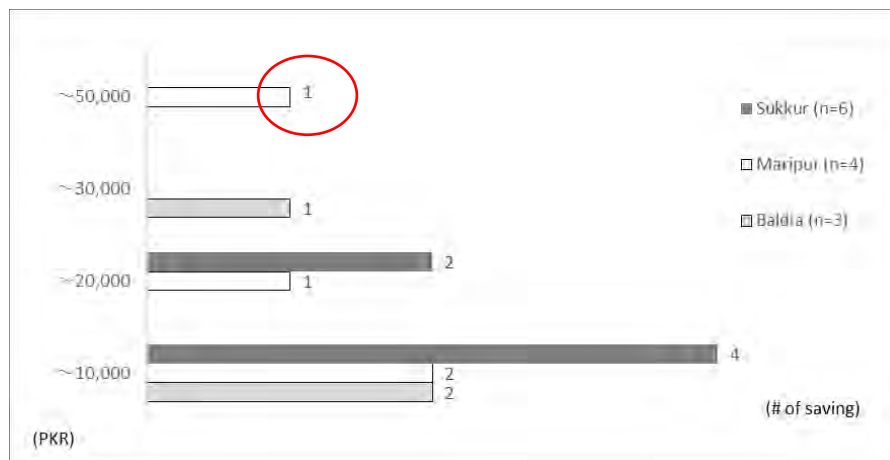 ~50,000
1
Sukkur (n=6)
Maripur (n=4)
~30,000
1
Baldia (n=3)
2
~20,000
1
4
~10,000
2
2
(# of saving)
(PKR)